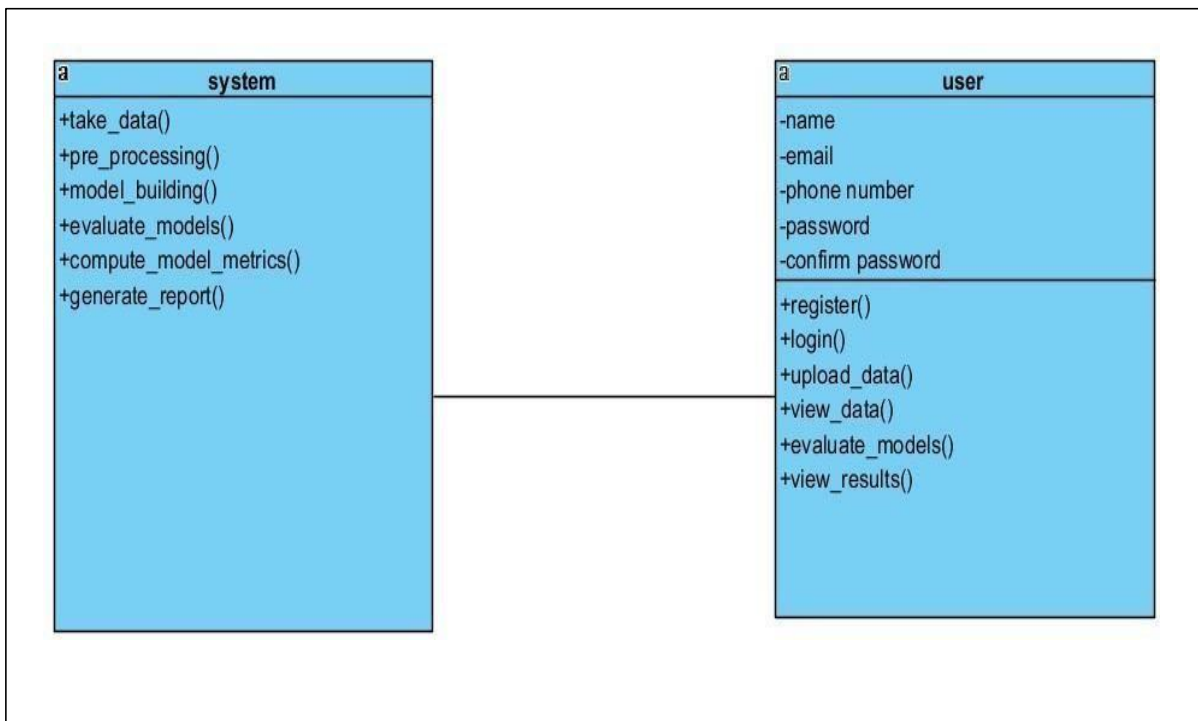 a
system
+take_data()
+pre_processing()
+model_building()
+evaluate_models()
+compute_model_metrics()
+generate_report()
a
user
-name
-email
-phone number
-password
-confirm password
+register()
+login()
+upload_data()
+view_data()
+evaluate_models()
+view_results()